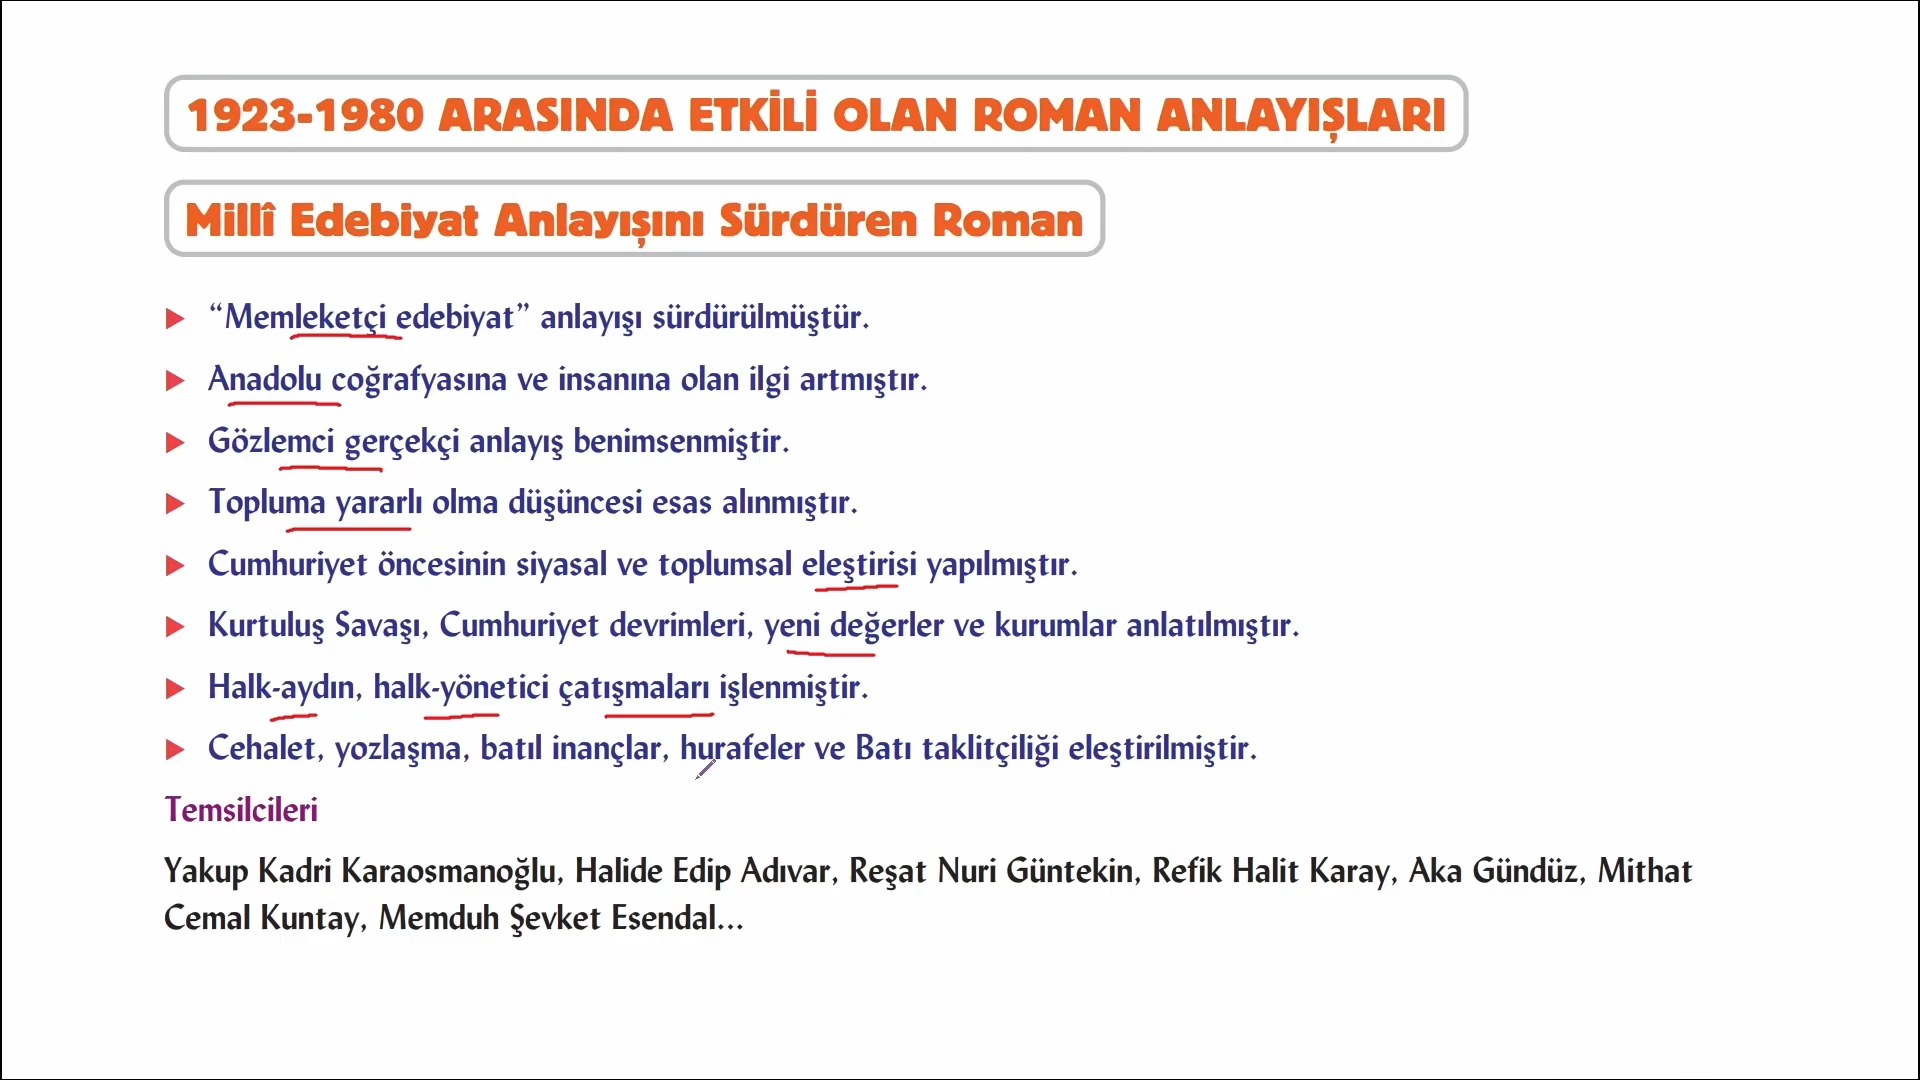 1923-1980 ARASINDA ETKİLİ OLAN ROMAN ANLAYIŞLARI
Millî Edebiyat Anlayışını Sürdüren Roman
“Memleketçi edebiyat” anlayışı sürdürülmüştür.
Anadolu coğrafyasına ve insanına olan ilgi artmıştır.
Gözlemci gerçekçi anlayış benimsenmiştir.
Topluma yararlı olma düşüncesi esas alınmıştır.
Cumhuriyet öncesinin siyasal ve toplumsal eleştirisi yapılmıştır.
Kurtuluş Savaşı, Cumhuriyet devrimleri, yeni değerler ve kurumlar anlatılmıştır.
Halk-aydın, halk-yönetici çatışmaları işlenmiştir.
Cehalet, yozlaşma, batıl inançlar, hurafeler ve Batı taklitçiliği eleştirilmiştir.
Temsilcileri
Yakup Kadri Karaosmanoğlu, Halide Edip Adıvar, Reşat Nuri Güntekin, Refik Halit Karay, Aka Gündüz, Mithat
Cemal Kuntay, Memduh Şevket Esendal...